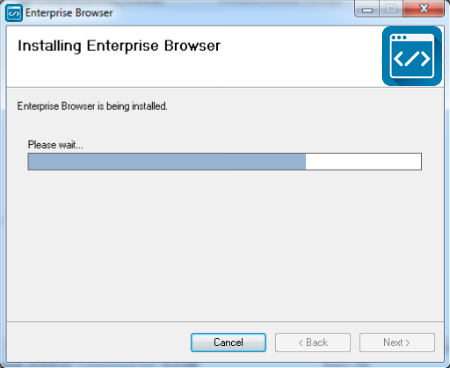 Enterprise Browser
Installing Enterprise Browser
</>
Enterprise Browser is being installed.
Please wait...
Cancel
< Back
Next >